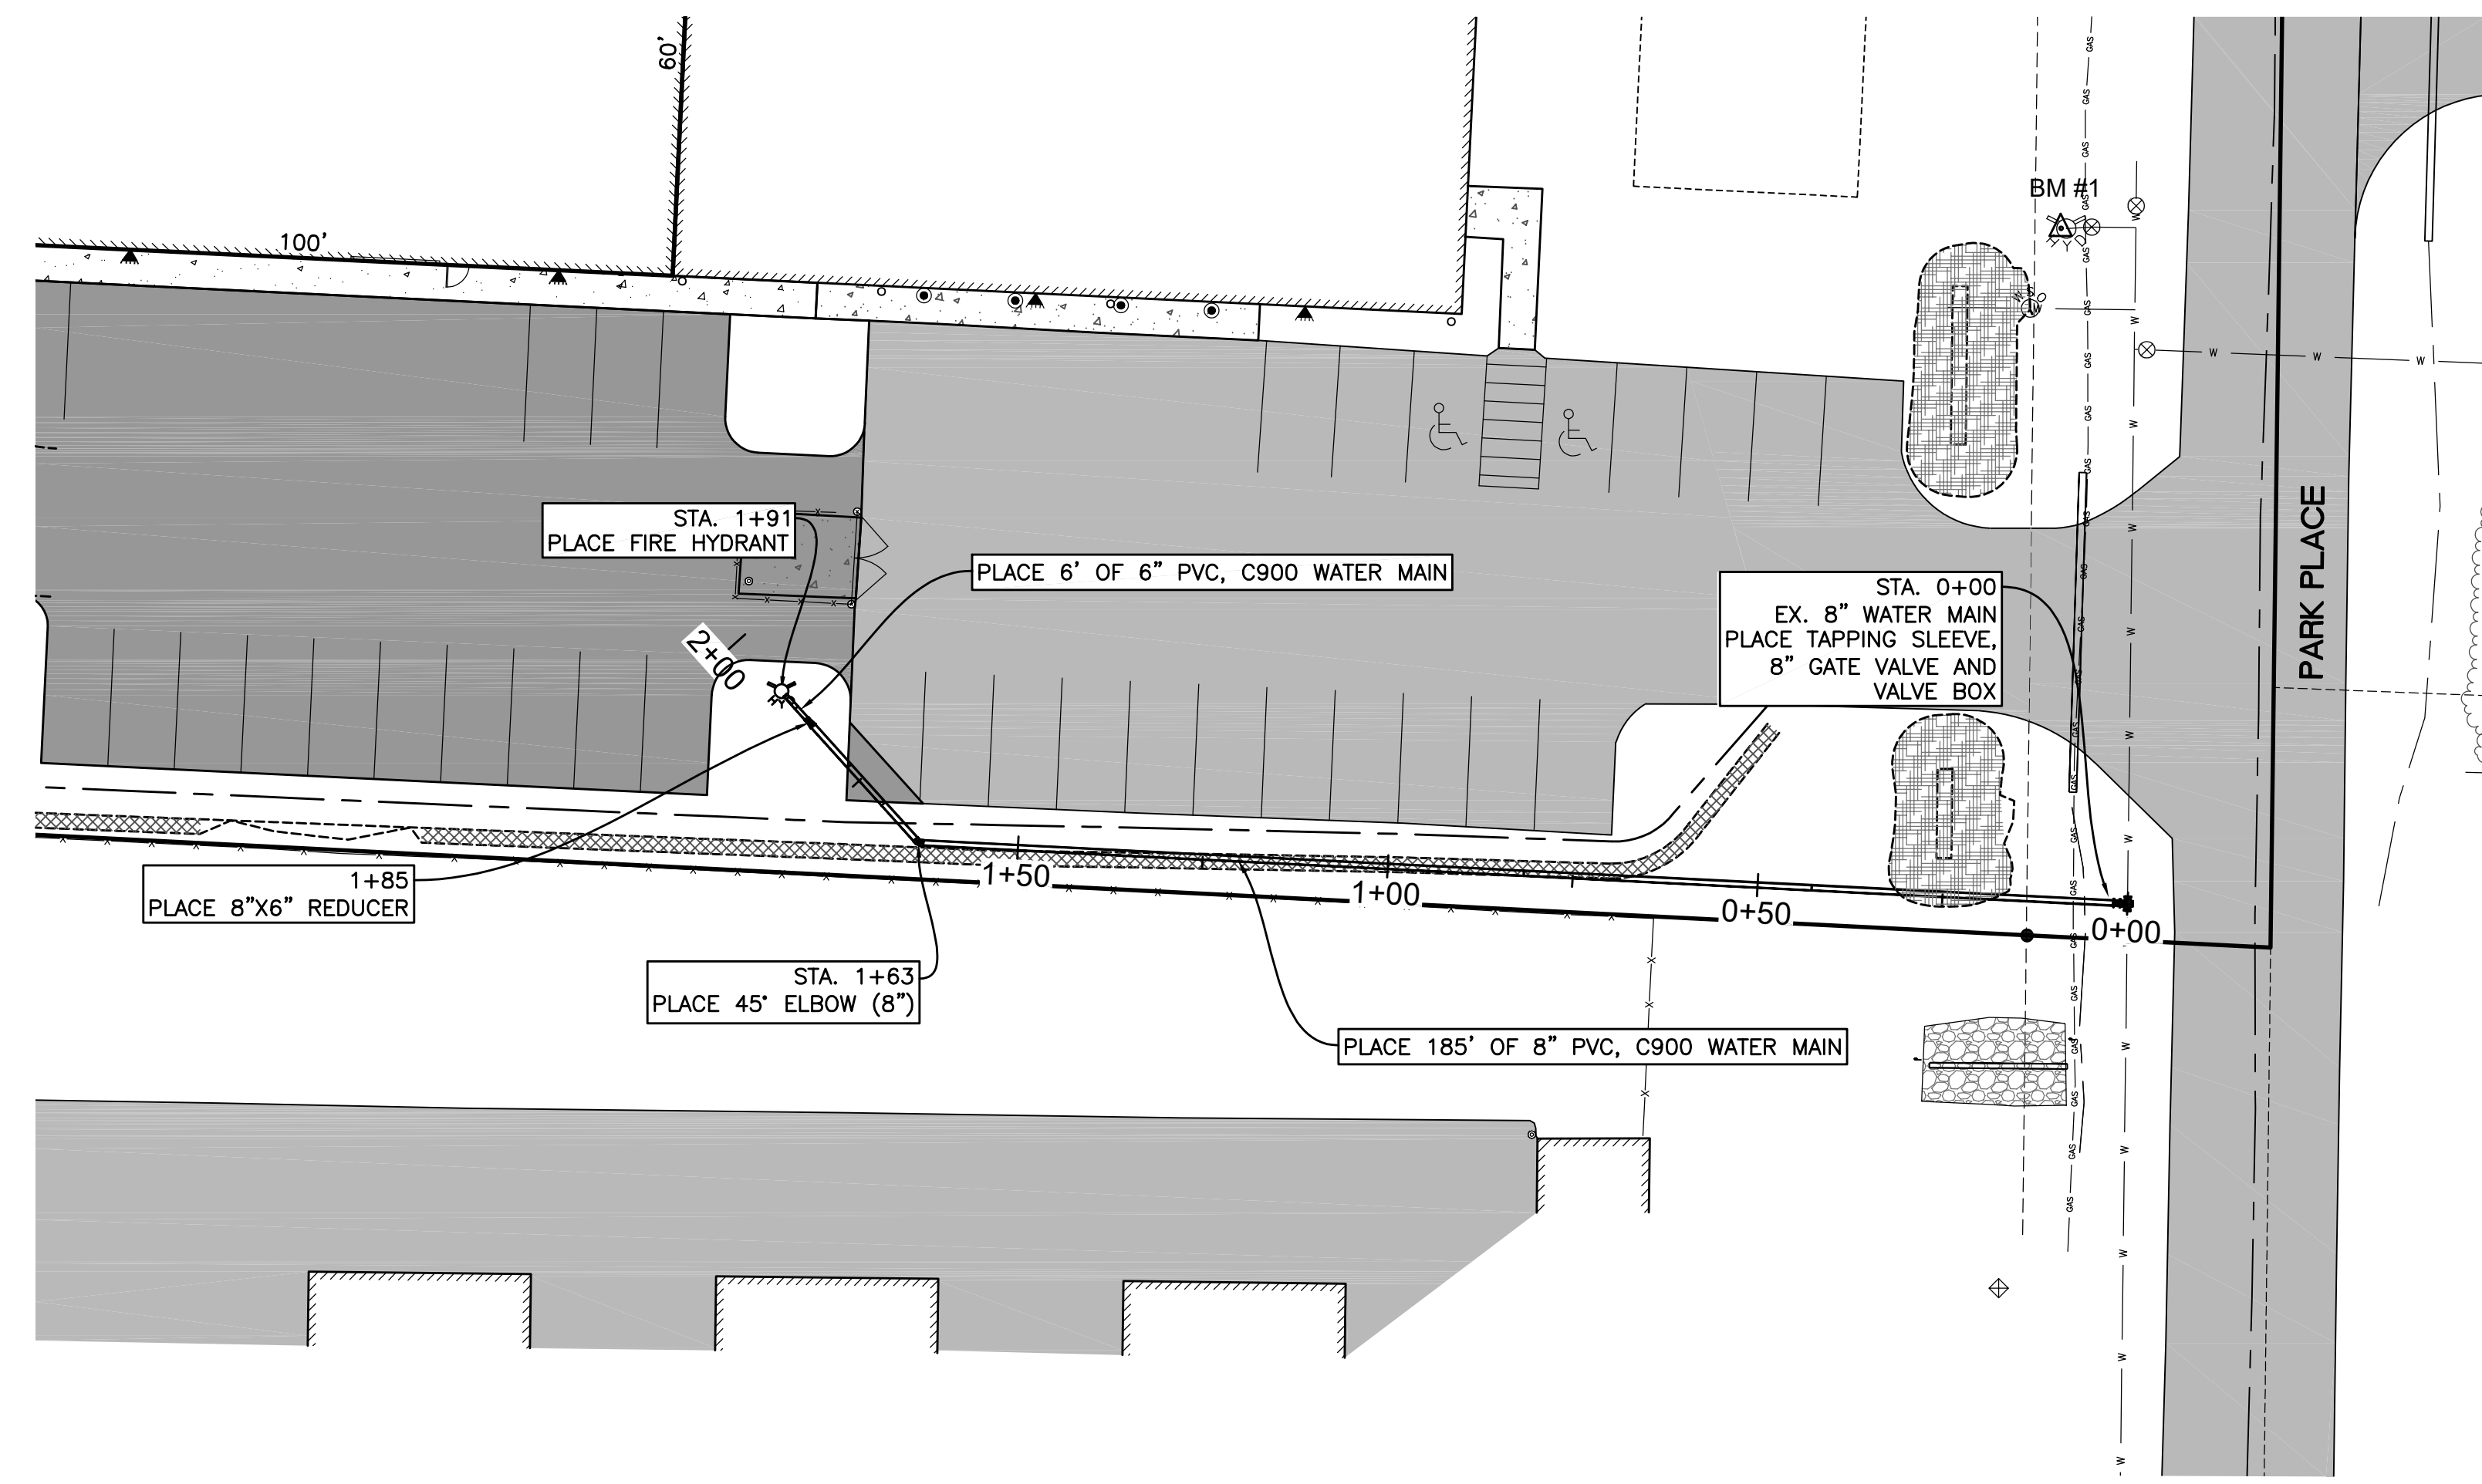 60'
100'
BM #1
HYD
WSO
W
GAS
PARK PLACE
STA. 1+91
PLACE FIRE HYDRANT
PLACE 6' OF 6" PVC, C900 WATER MAIN
STA. 0+00
EX. 8" WATER MAIN
PLACE TAPPING SLEEVE,
8" GATE VALVE AND
VALVE BOX
2+00
1+85
PLACE 8"X6" REDUCER
1+50
1+00
0+50
0+00
STA. 1+63
PLACE 45° ELBOW (8")
PLACE 185' OF 8" PVC, C900 WATER MAIN